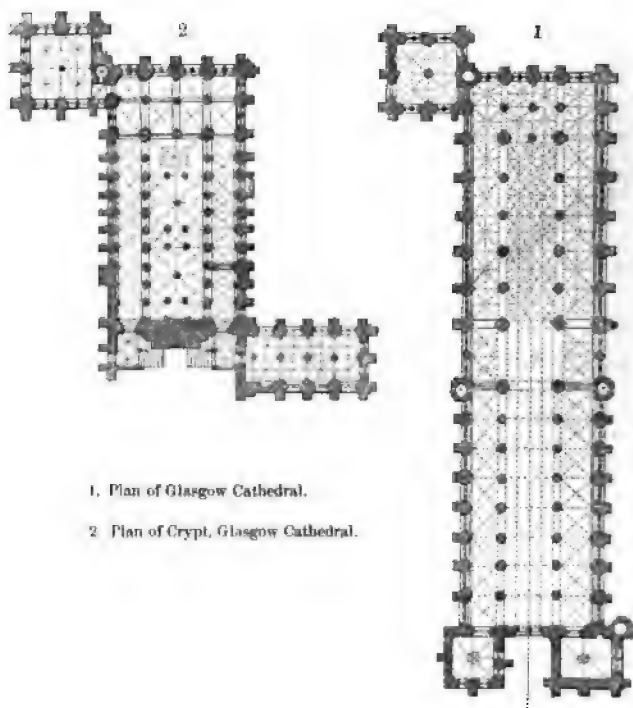 2
1
1. Plan of Glasgow Cathedral.
2 Plan of Crypt, Glasgow Cathedral.